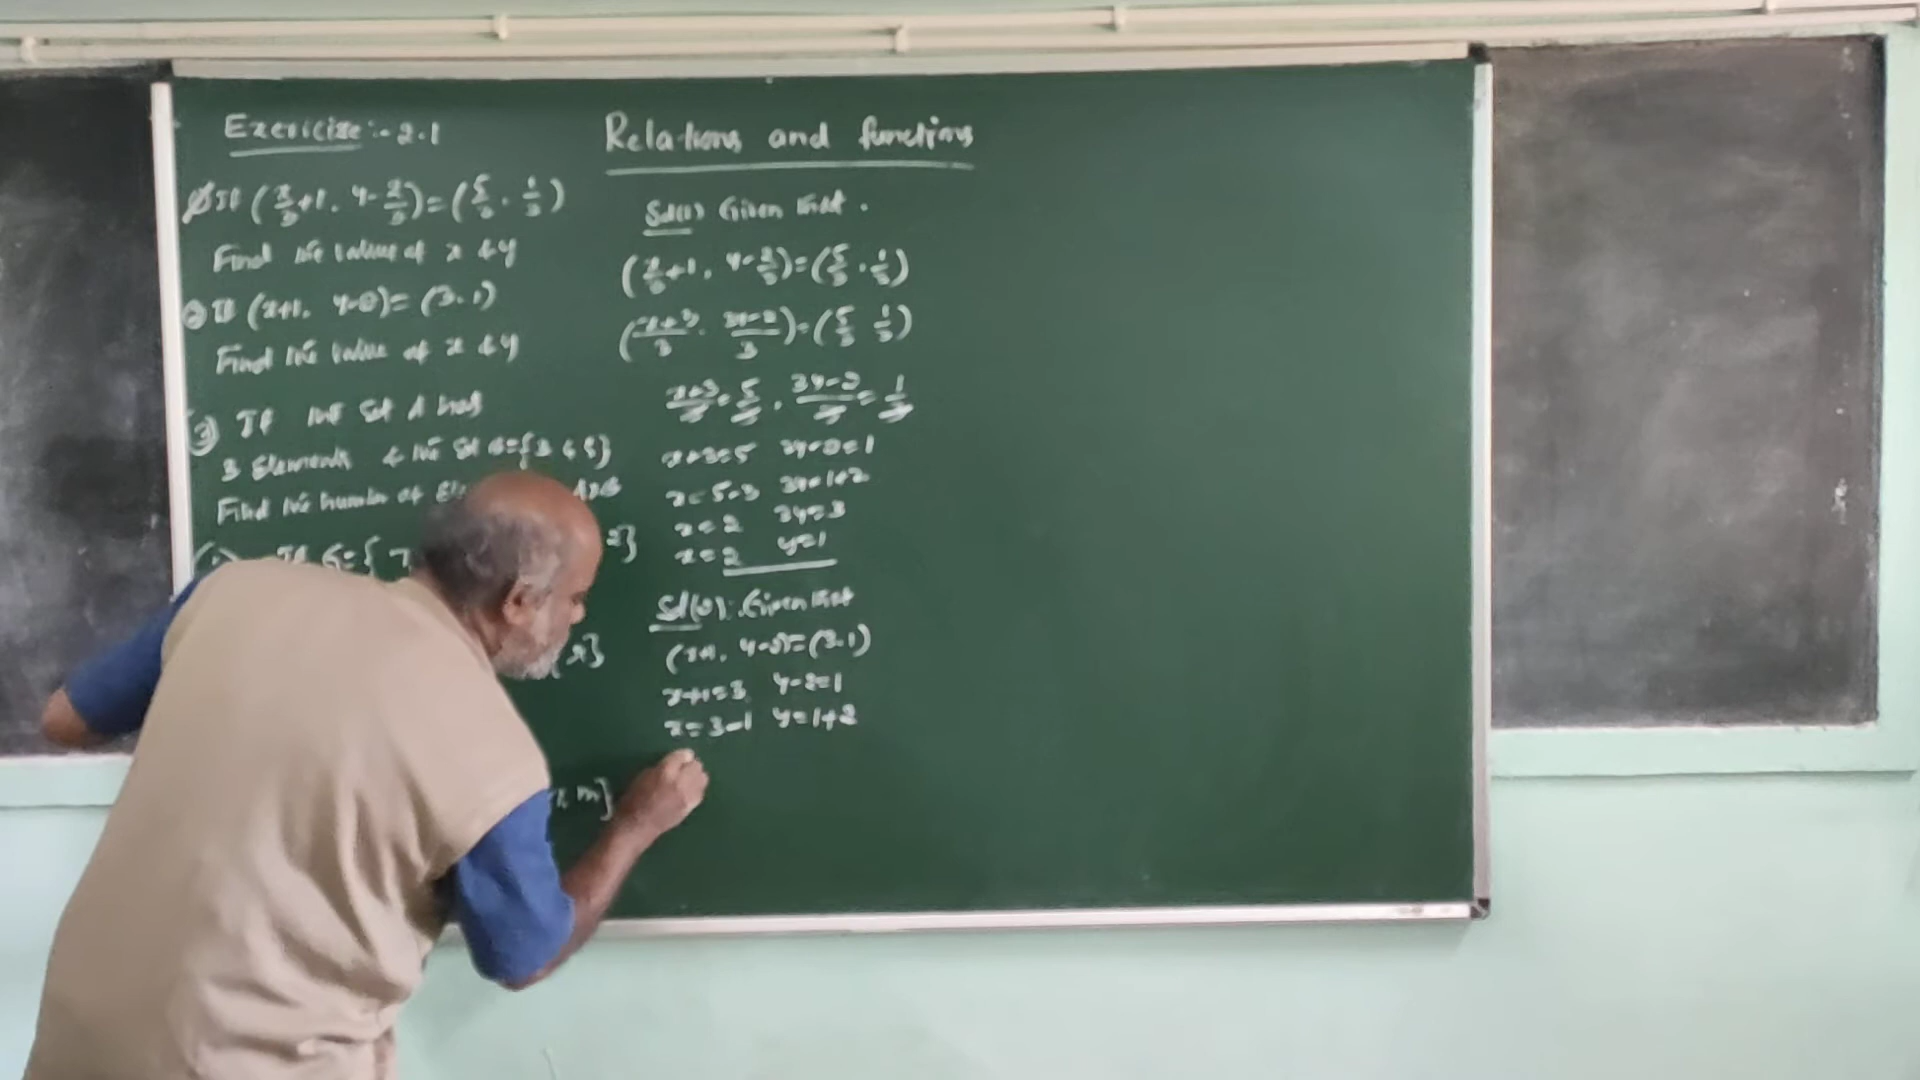 Exercise:- 2.1
Relations and functions
① If (x/3+1, y-2/3)=(5/3, 1/3)
Find the value of x & y
② If (x+1, y-2)= (3, 1)
Find the value of x & y
③ If the Set A has
3 Elements & the Set B={3 4 5}
Find the number of A×B
If G={7 2}
m}
Sol(1) Given that.
(x/3+1, y-2/3)=(5/3, 1/3)
(x+3/3, 3y-2/3)=(5/3 1/3)
x+3/3=5/3, 3y-2/3=1/3
x+3=5 3y-2=1
x=5-3 3y=1+2
x=2 3y=3
x=2 y=1
Sol(2): Given that
(x+1, y-2)=(3,1)
x+1=3 y-2=1
x=3-1 y=1+2